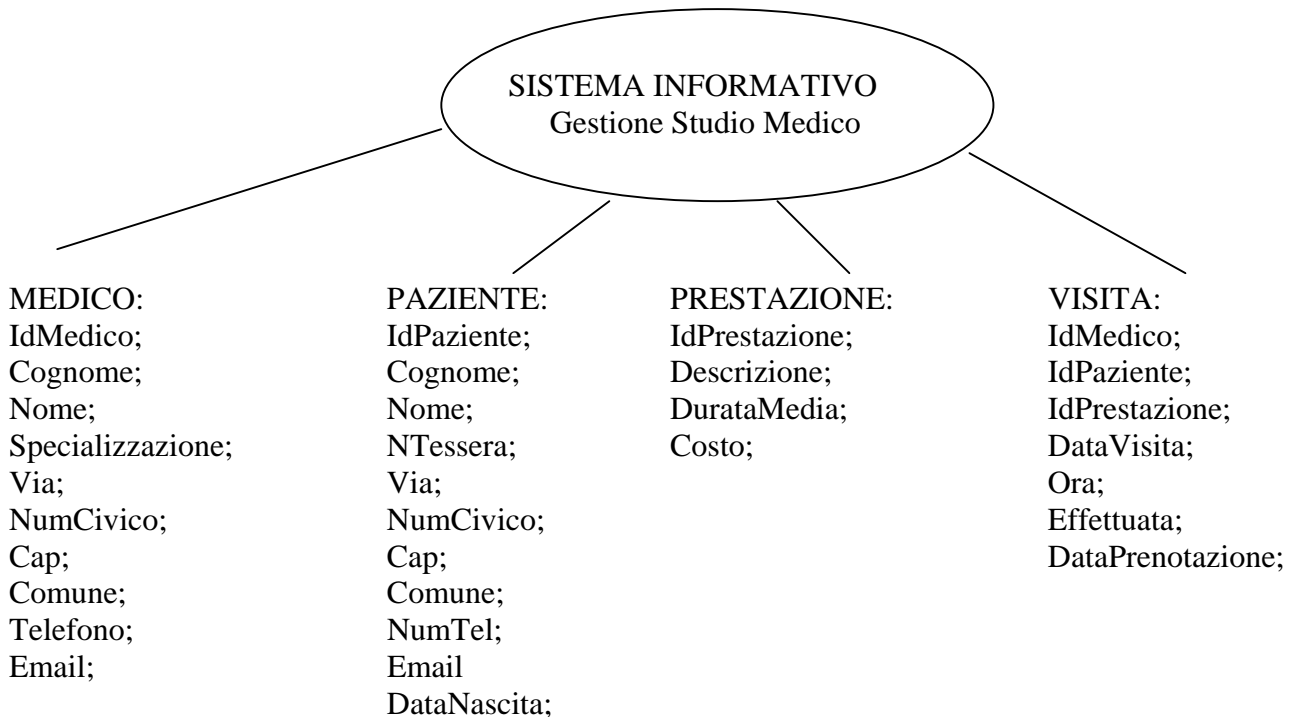 SISTEMA INFORMATIVO
Gestione Studio Medico
MEDICO:
IdMedico;
Cognome;
Nome;
Specializzazione;
Via;
NumCivico;
Cap;
Comune;
Telefono;
Email;
PAZIENTE:
IdPaziente;
Cognome;
Nome;
NTessera;
Via;
NumCivico;
Cap;
Comune;
NumTel;
Email
DataNascita;
PRESTAZIONE:
IdPrestazione;
Descrizione;
DurataMedia;
Costo;
VISITA:
IdMedico;
IdPaziente;
IdPrestazione;
DataVisita;
Ora;
Effettuata;
DataPrenotazione;